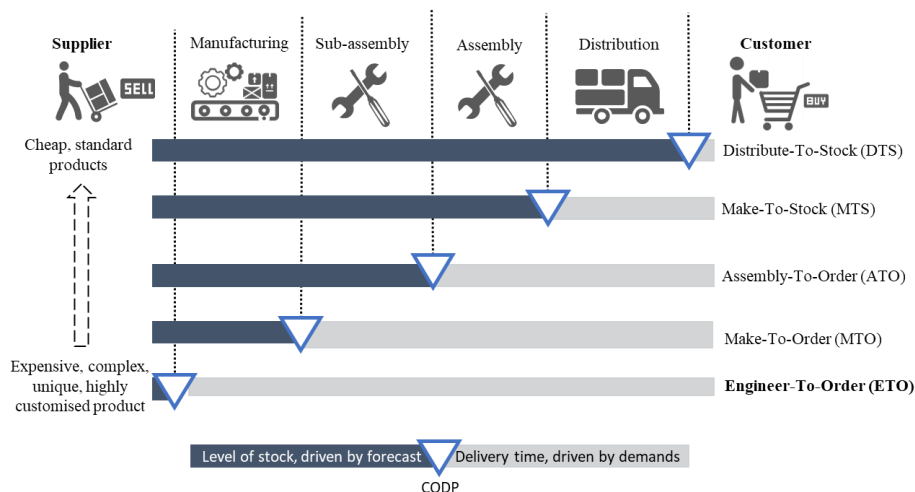 Supplier
Manufacturing
Sub-assembly
Assembly
Distribution
Customer
SELL
BUY
Cheap, standard
products
Distribute-To-Stock (DTS)
Make-To-Stock (MTS)
Assembly-To-Order (ATO)
Make-To-Order (MTO)
Expensive, complex,
unique, highly
customised product
Engineer-To-Order (ETO)
Level of stock, driven by forecast
Delivery time, driven by demands
CODP